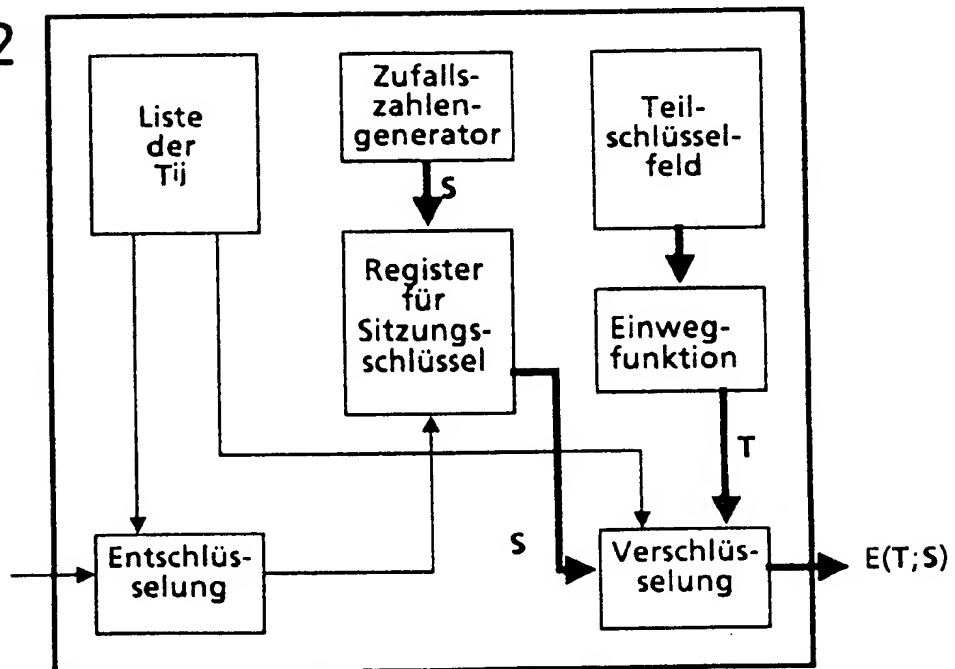 2
Liste
der
Tij
Zufalls-
zahlen-
generator
Teil-
schlüssel-
feld
S
Register
für
Sitzungs-
schlüssel
Einweg-
funktion
T
Entschlüs-
selung
S
Verschlüs-
selung
E(T;S)